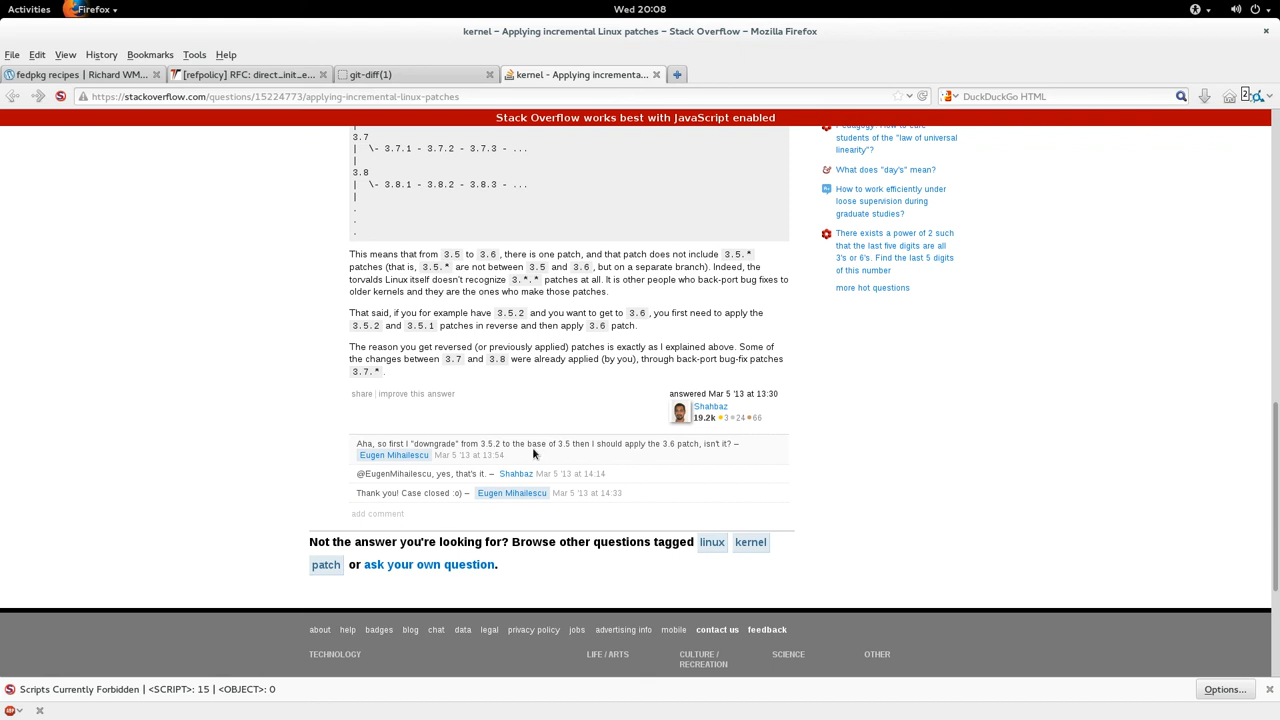 Activities Firefox Wed 20:08
kernel – Applying incremental Linux patches – Stack Overflow – Mozilla Firefox
File Edit View History Bookmarks Tools Help
fedpkg recipes | Richard WM... [refpolicy] RFC: direct_init_e... git-diff(1) kernel - Applying incrementa...
https://stackoverflow.com/questions/15224773/applying-incremental-linux-patches DuckDuckGo HTML 2
Stack Overflow works best with JavaScript enabled
|
3.7
| \- 3.7.1 - 3.7.2 - 3.7.3 - ...
|
3.8
| \- 3.8.1 - 3.8.2 - 3.8.3 - ...
|
.
.
.
This means that from 3.5 to 3.6, there is one patch, and that patch does not include 3.5.*
patches (that is, 3.5.* are not between 3.5 and 3.6, but on a separate branch). Indeed, the
torvalds Linux itself doesn't recognize 3.*.* patches at all. It is other people who back-port bug fixes to
older kernels and they are the ones who make those patches.
That said, if you for example have 3.5.2 and you want to get to 3.6, you first need to apply the
3.5.2 and 3.5.1 patches in reverse and then apply 3.6 patch.
The reason you get reversed (or previously applied) patches is exactly as I explained above. Some of
the changes between 3.7 and 3.8 were already applied (by you), through back-port bug-fix patches
3.7.*.
share | improve this answer
answered Mar 5 '13 at 13:30
Shahbaz
19.2k 3 24 66
Aha, so first I "downgrade" from 3.5.2 to the base of 3.5 then I should apply the 3.6 patch, isn't it? –
Eugen Mihailescu Mar 5 '13 at 13:54
@EugenMihailescu, yes, that's it. – Shahbaz Mar 5 '13 at 14:14
Thank you! Case closed :o) – Eugen Mihailescu Mar 5 '13 at 14:33
add comment
Not the answer you're looking for? Browse other questions tagged linux kernel
patch or ask your own question.
Pedagogy: How to cure
students of the "law of universal
linearity"?
What does "day's" mean?
How to work efficiently under
loose supervision during
graduate studies?
There exists a power of 2 such
that the last five digits are all
3's or 6's. Find the last 5 digits
of this number
more hot questions
about help badges blog chat data legal privacy policy jobs advertising info mobile contact us feedback
TECHNOLOGY LIFE / ARTS CULTURE / RECREATION SCIENCE OTHER
Scripts Currently Forbidden | <SCRIPT>: 15 | <OBJECT>: 0 Options...
ABP